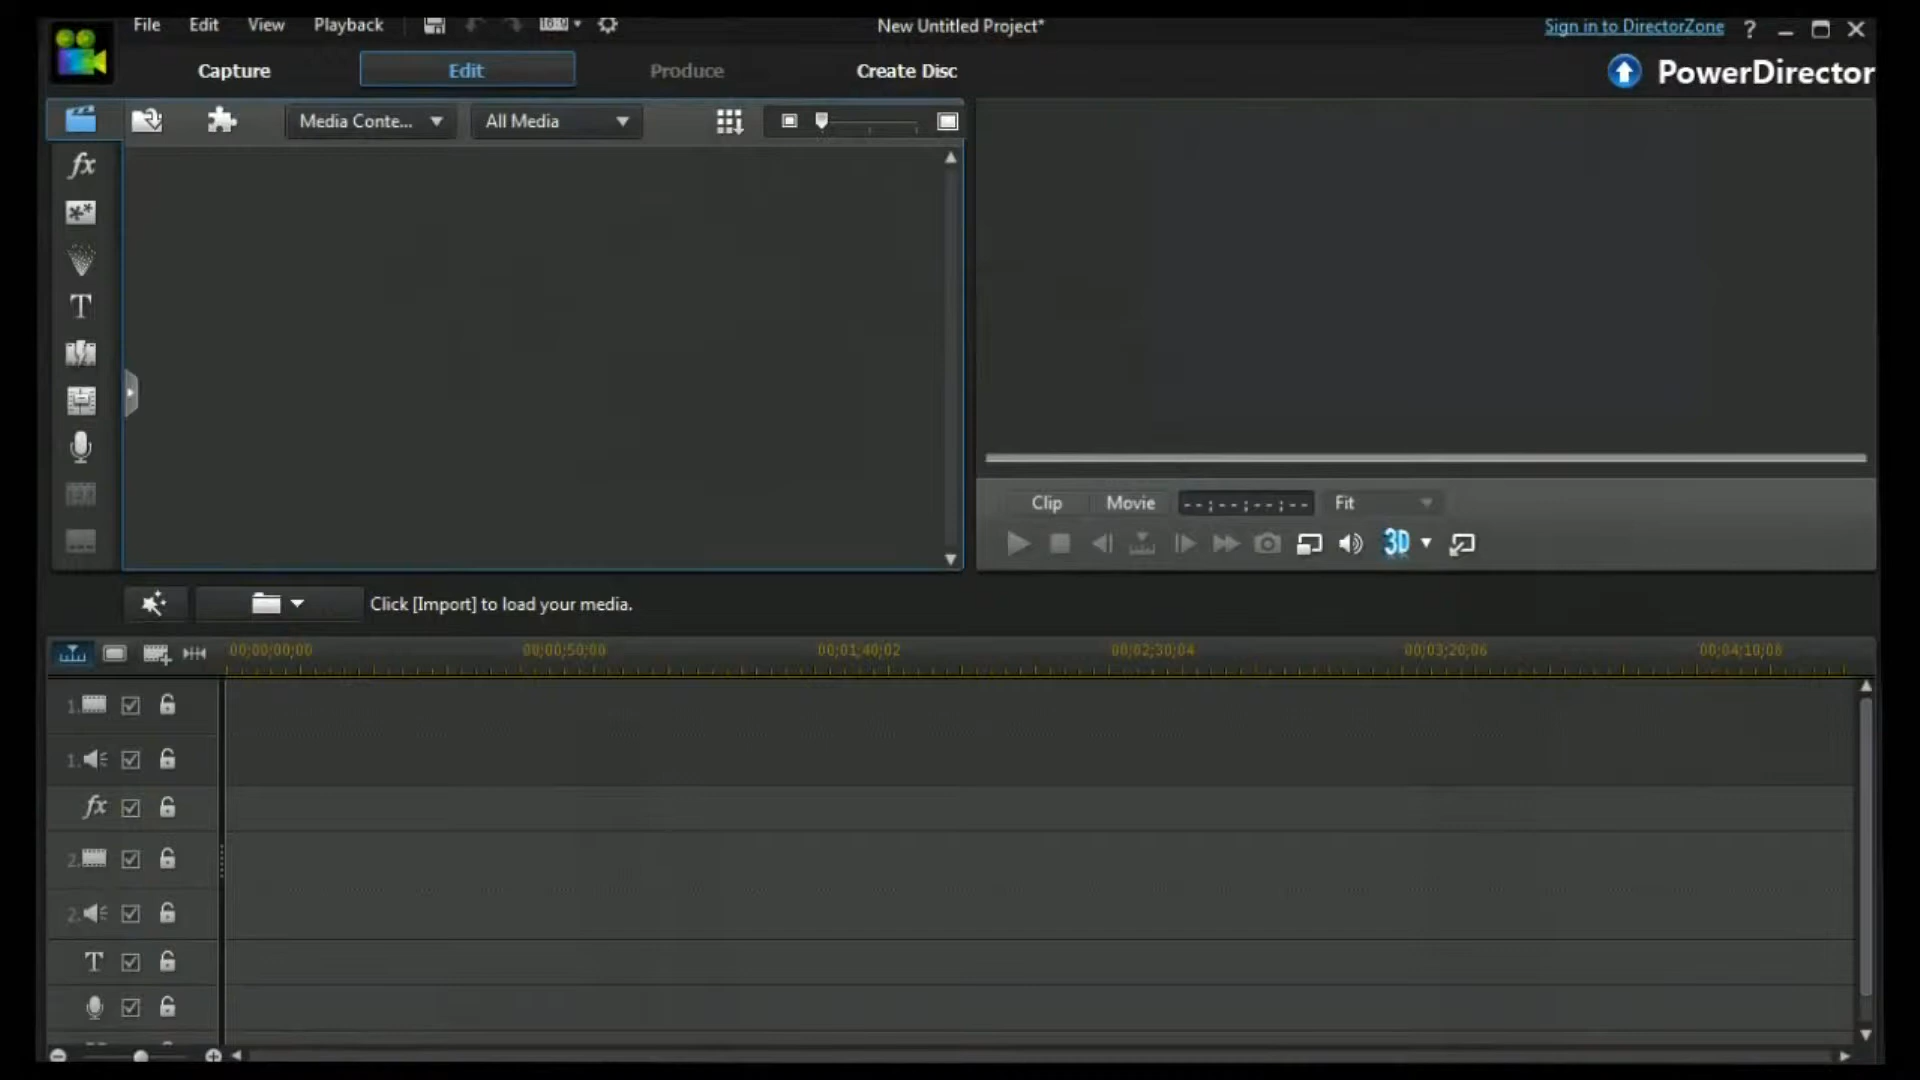 File Edit View Playback 16:9 New Untitled Project* Sign in to DirectorZone ?
Capture Edit Produce Create Disc PowerDirector
Media Conte... All Media
fx
T
Clip Movie --;--;--;-- Fit
3D
Click [Import] to load your media.
00;00;00;00 00;00;50;00 00;01;40;02 00;02;30;04 00;03;20;06 00;04;10;08
1.
1.
fx
2.
2.
T